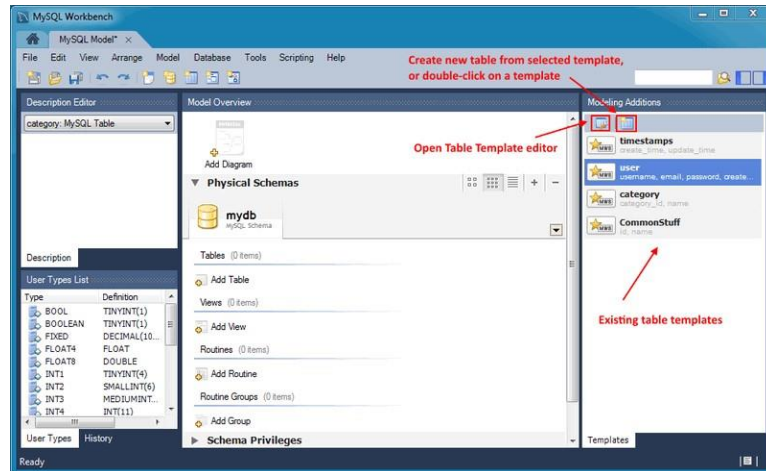 MySQL Workbench
MySQL Model*
File Edit View Arrange Model Database Tools Scripting Help
Create new table from selected template,
or double-click on a template
Description Editor
Model Overview
Modeling Additions
category: MySQL Table
Add Diagram
Open Table Template editor
timestamps
create_time, update_time
Physical Schemas
user
username, email, password, create...
mydb
MySQL Schema
category
category_id, name
CommonStuff
id, name
Description
Tables (0 items)
Add Table
User Types List
Type Definition
BOOL TINYINT(1)
BOOLEAN TINYINT(1)
FIXED DECIMAL(10...
FLOAT4 FLOAT
FLOAT8 DOUBLE
INT1 TINYINT(4)
INT2 SMALLINT(6)
INT3 MEDIUMINT...
INT4 INT(11)
Views (0 items)
Add View
Existing table templates
Routines (0 items)
Add Routine
Routine Groups (0 items)
Add Group
User Types History
Schema Privileges
Templates
Ready